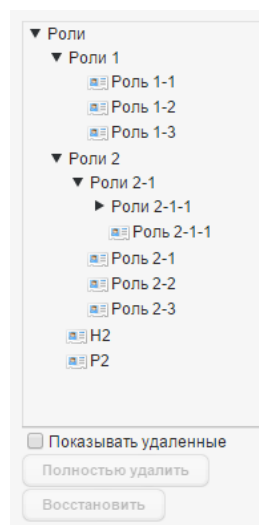 Роли
Роли 1
Роль 1-1
Роль 1-2
Роль 1-3
Роли 2
Роли 2-1
Роли 2-1-1
Роль 2-1-1
Роль 2-1
Роль 2-2
Роль 2-3
Н2
Р2
Показывать удаленные
Полностью удалить
Восстановить